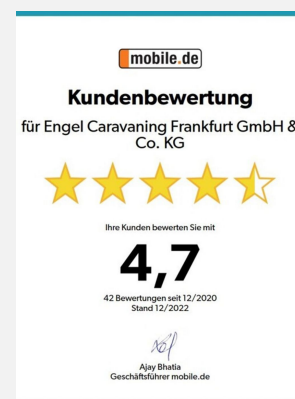 mobile.de
Kundenbewertung
für Engel Caravaning Frankfurt GmbH &
Co. KG
Ihre Kunden bewerten Sie mit
4,7
42 Bewertungen seit 12/2020
Stand 12/2022
Ajay Bhatia
Geschäftsführer mobile.de